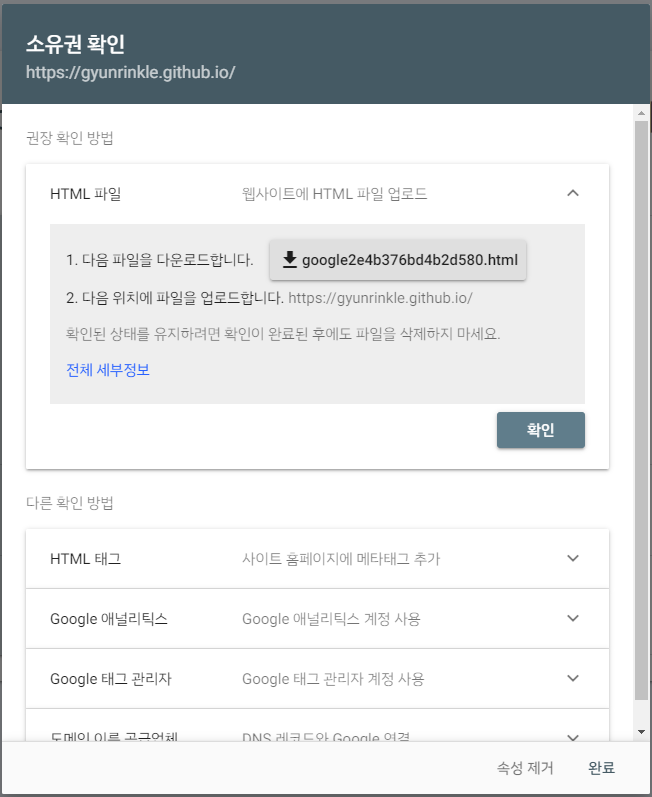 소유권 확인
https://gyunrinkle.github.io/
권장 확인 방법
HTML 파일 웹사이트에 HTML 파일 업로드
1. 다음 파일을 다운로드합니다. google2e4b376bd4b2d580.html
2. 다음 위치에 파일을 업로드합니다. https://gyunrinkle.github.io/
확인된 상태를 유지하려면 확인이 완료된 후에도 파일을 삭제하지 마세요.
전체 세부정보
확인
다른 확인 방법
HTML 태그 사이트 홈페이지에 메타태그 추가
Google 애널리틱스 Google 애널리틱스 계정 사용
Google 태그 관리자 Google 태그 관리자 계정 사용
도메인 이름 공급업체 DNS 레코드와 Google 연결
속성 제거 완료